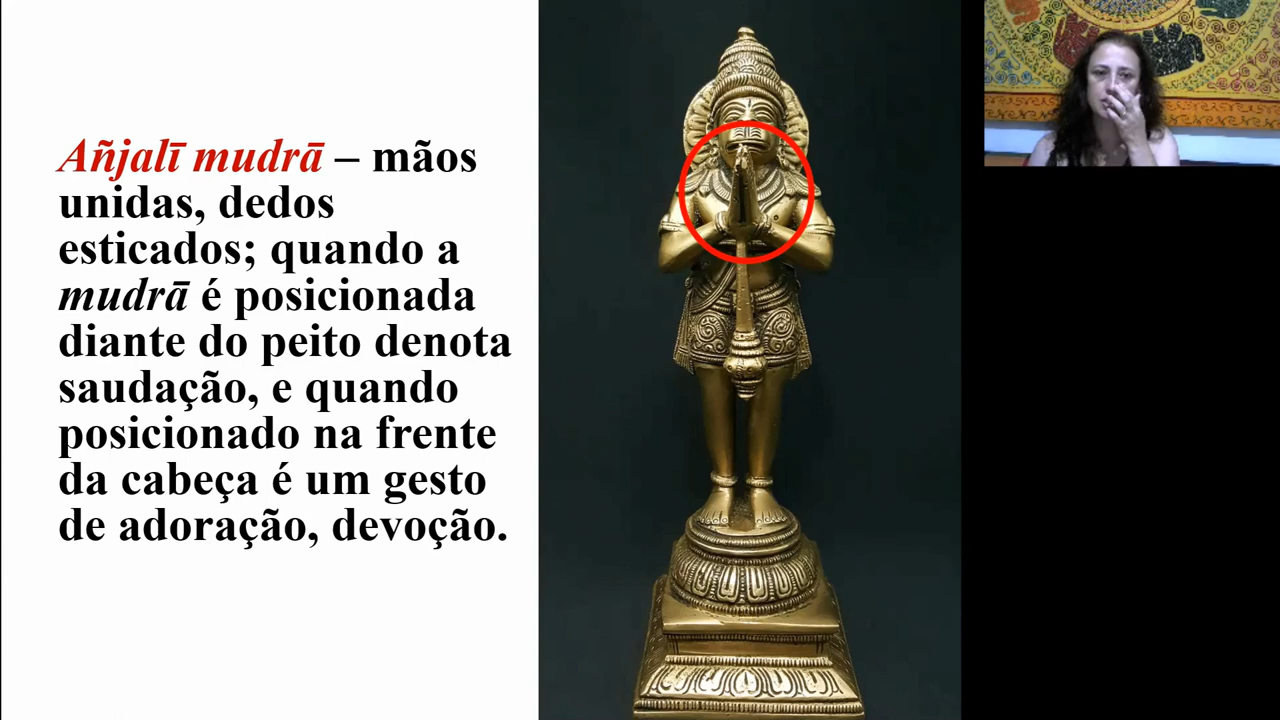 Añjalī mudrā – mãos
unidas, dedos
esticados; quando a
mudrā é posicionada
diante do peito denota
saudação, e quando
posicionado na frente
da cabeça é um gesto
de adoração, devoção.